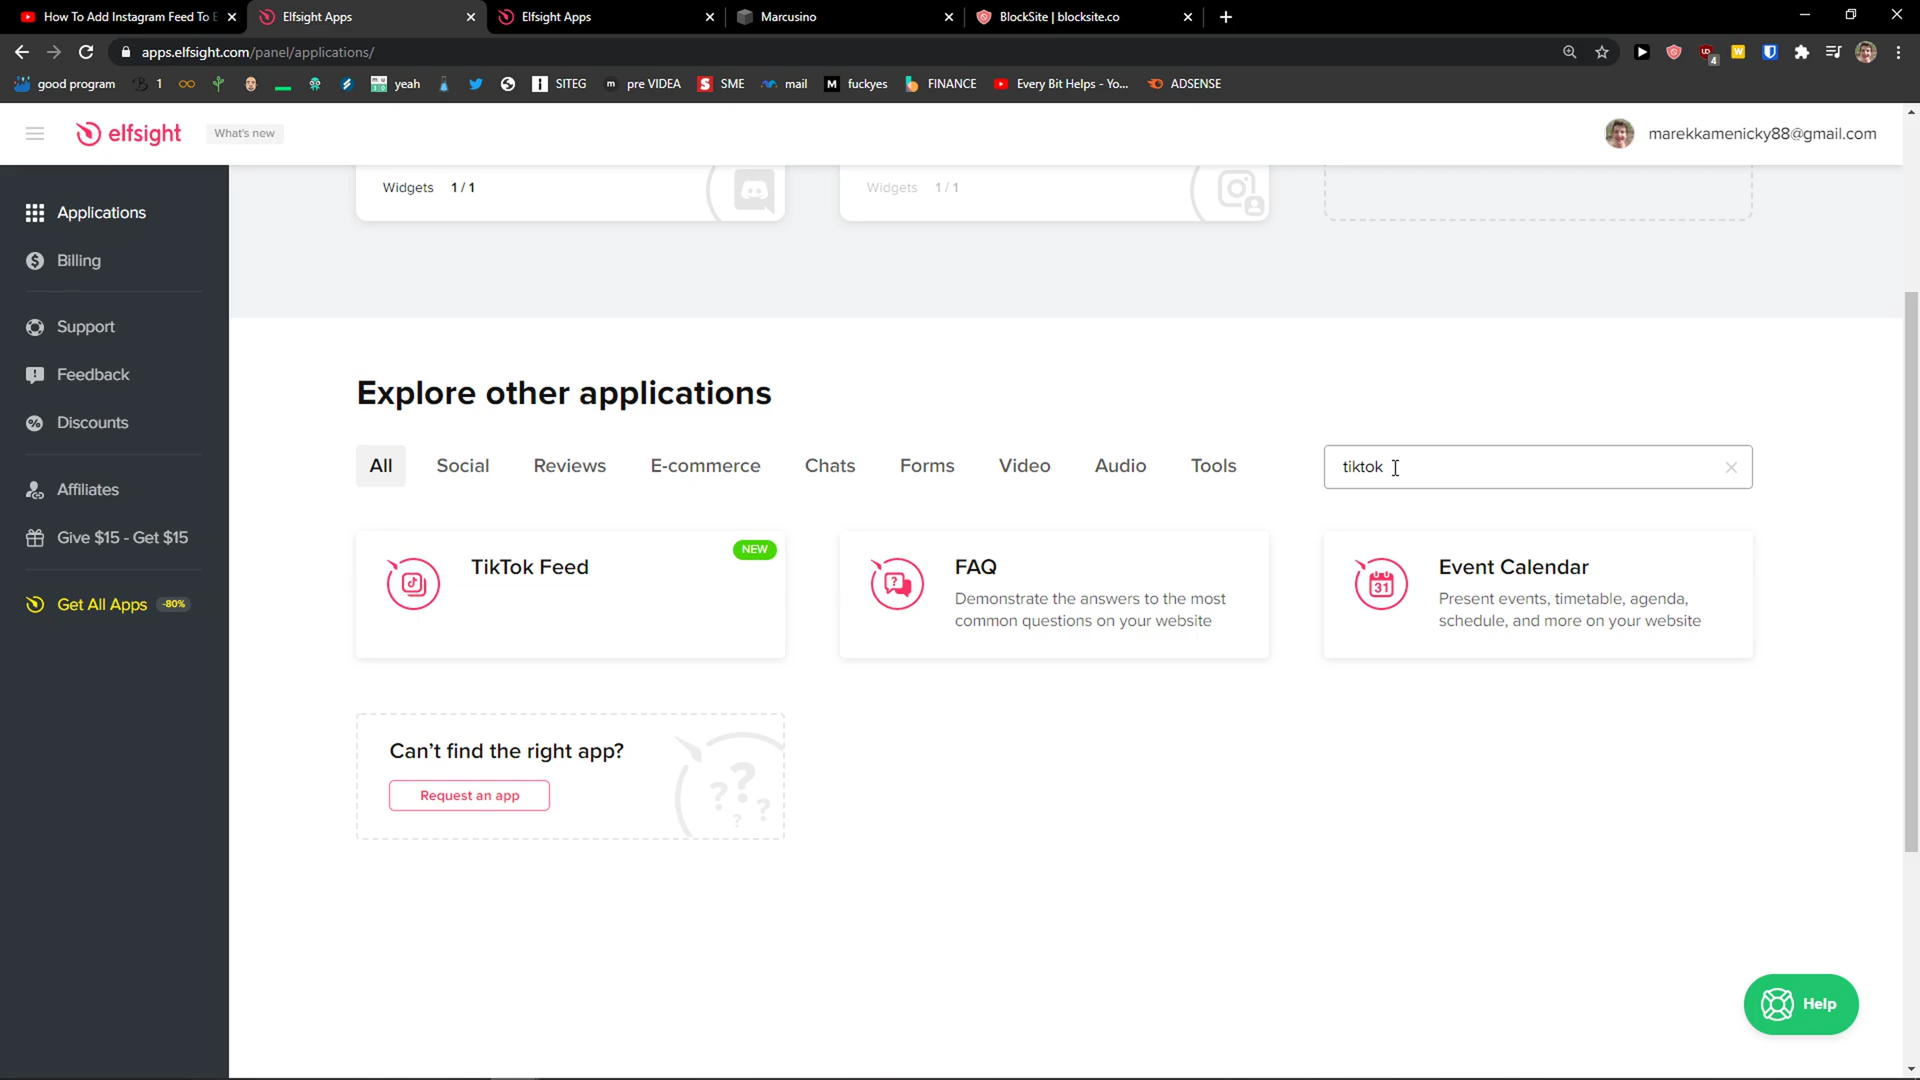 How To Add Instagram Feed To E
Elfsight Apps
Elfsight Apps
Marcusino
BlockSite | blocksite.co
apps.elfsight.com/panel/applications/
4
good program
1
yeah
SITEG
pre VIDEA
SME
mail
fuckyes
FINANCE
Every Bit Helps - Yo...
ADSENSE
elfsight
What's new
marekkamenicky88@gmail.com
Applications
Billing
Support
Feedback
Discounts
Affiliates
Give $15 - Get $15
Get All Apps -80%
Widgets 1 / 1
Widgets 1 / 1
Explore other applications
All
Social
Reviews
E-commerce
Chats
Forms
Video
Audio
Tools
tiktok
TikTok Feed
NEW
FAQ
Demonstrate the answers to the most
common questions on your website
31
Event Calendar
Present events, timetable, agenda,
schedule, and more on your website
Can't find the right app?
Request an app
Help